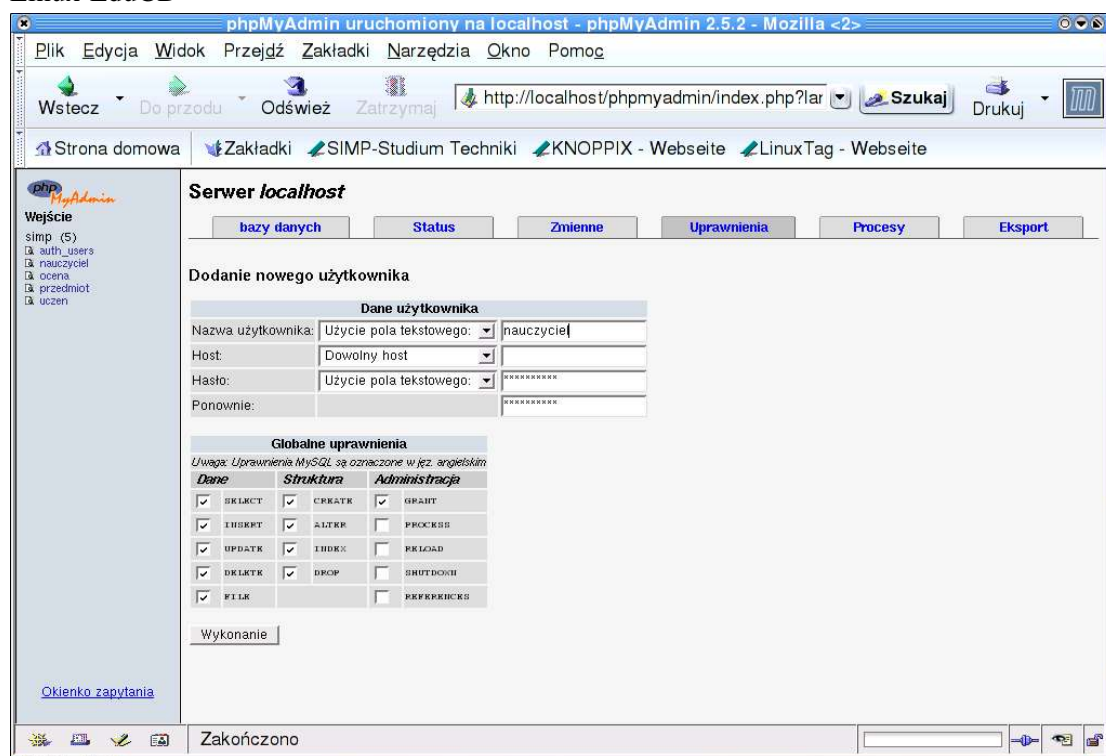 phpMyAdmin uruchomiony na localhost - phpMyAdmin 2.5.2 - Mozilla <2>
Plik Edycja Widok Przejdź Zakładki Narzędzia Okno Pomoc
Wstecz Do przodu Odśwież Zatrzymaj http://localhost/phpmyadmin/index.php?lar Szukaj Drukuj
Strona domowa Zakładki SIMP-Studium Techniki KNOPPIX - Webseite LinuxTag - Webseite
php MyAdmin
Wejście
simp (5)
auth_users
nauczyciel
ocena
przedmiot
uczen
Okienko zapytania
Serwer localhost
bazy danych Status Zmienne Uprawnienia Procesy Eksport
Dodanie nowego użytkownika
Dane użytkownika
Nazwa użytkownika: Użycie pola tekstowego: nauczyciel
Host: Dowolny host
Hasło: Użycie pola tekstowego: **********
Ponownie: **********
Globalne uprawnienia
Uwaga: Uprawnienia MySQL są oznaczone w jęz. angielskim
Dane Struktura Administracja
SELECT CREATE GRANT
INSERT ALTER PROCESS
UPDATE INDEX RELOAD
DELETE DROP SHUTDOWN
FILE REFERENCES
Wykonanie
Zakończono